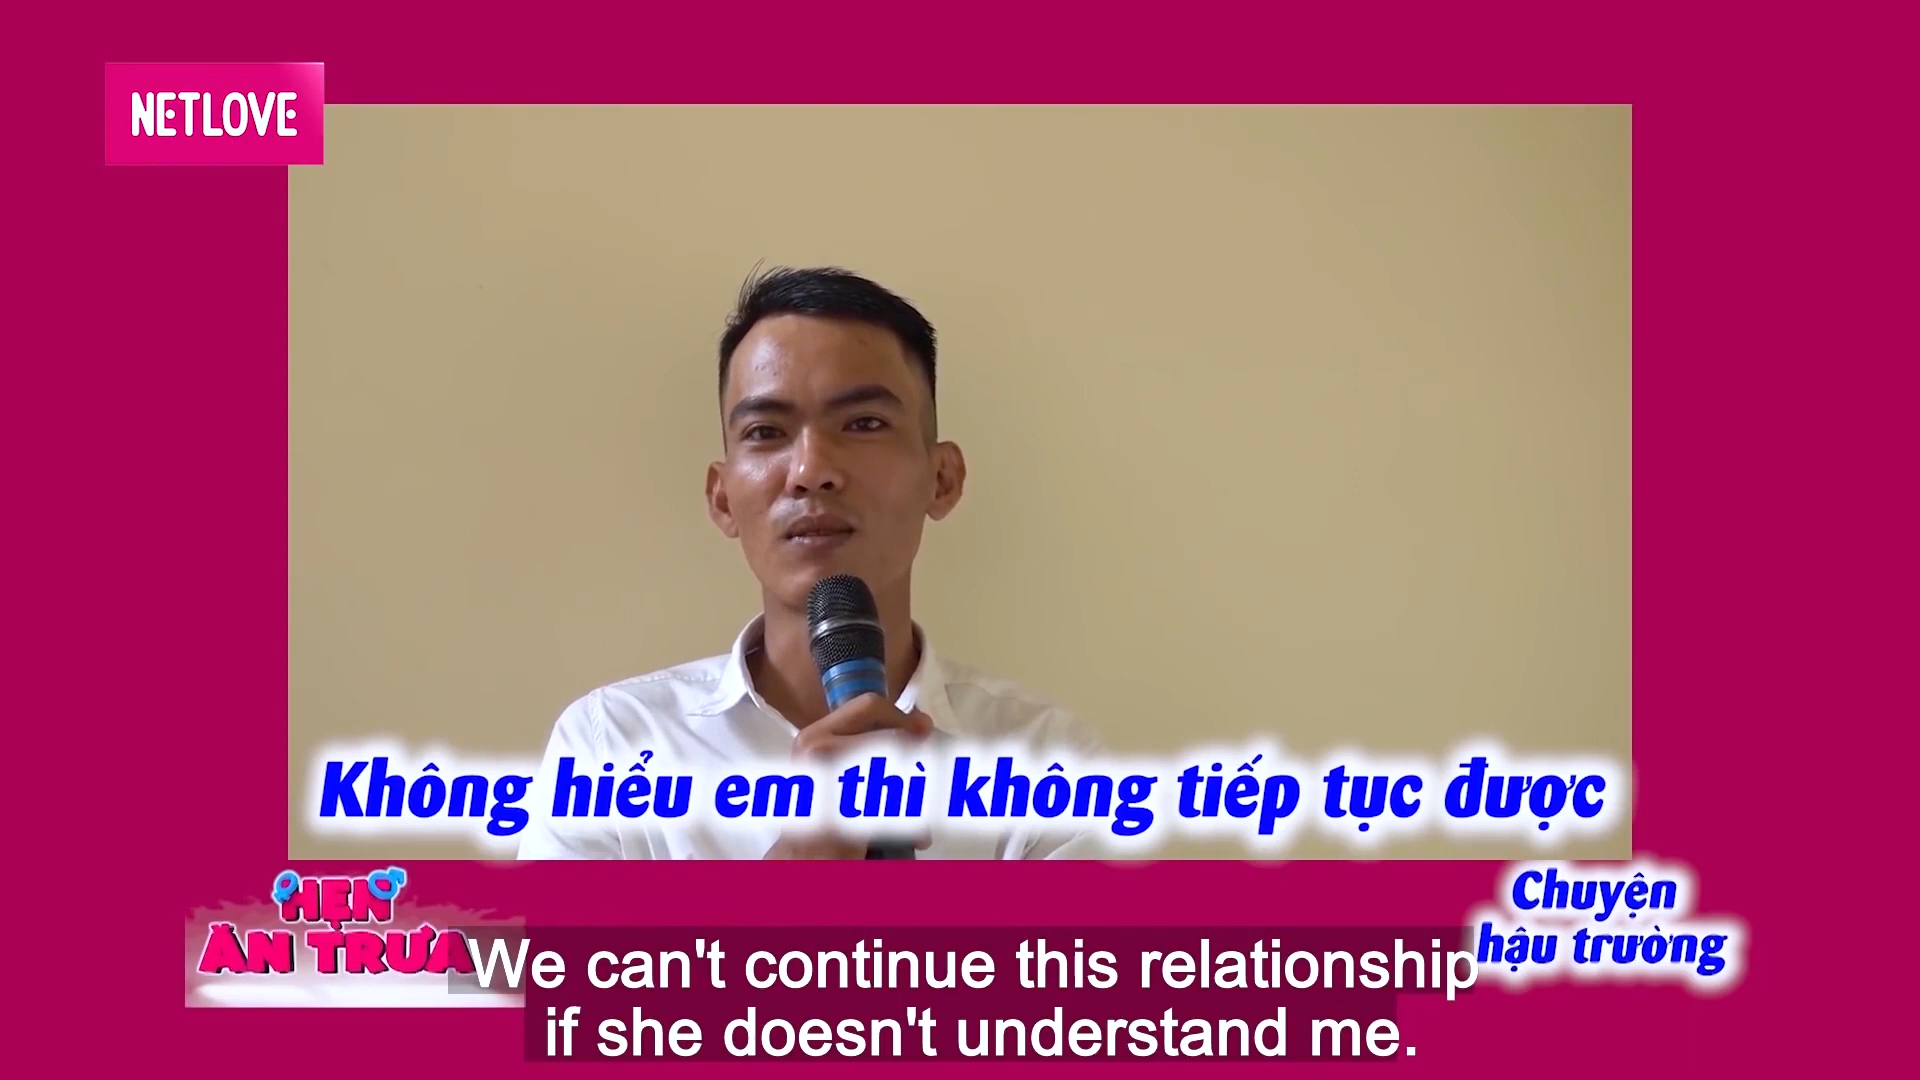 NETLOVE
Không hiểu em thì không tiếp tục được
HẸN
ĂN TRƯA
Chuyện
hậu trường
We can't continue this relationship
if she doesn't understand me.